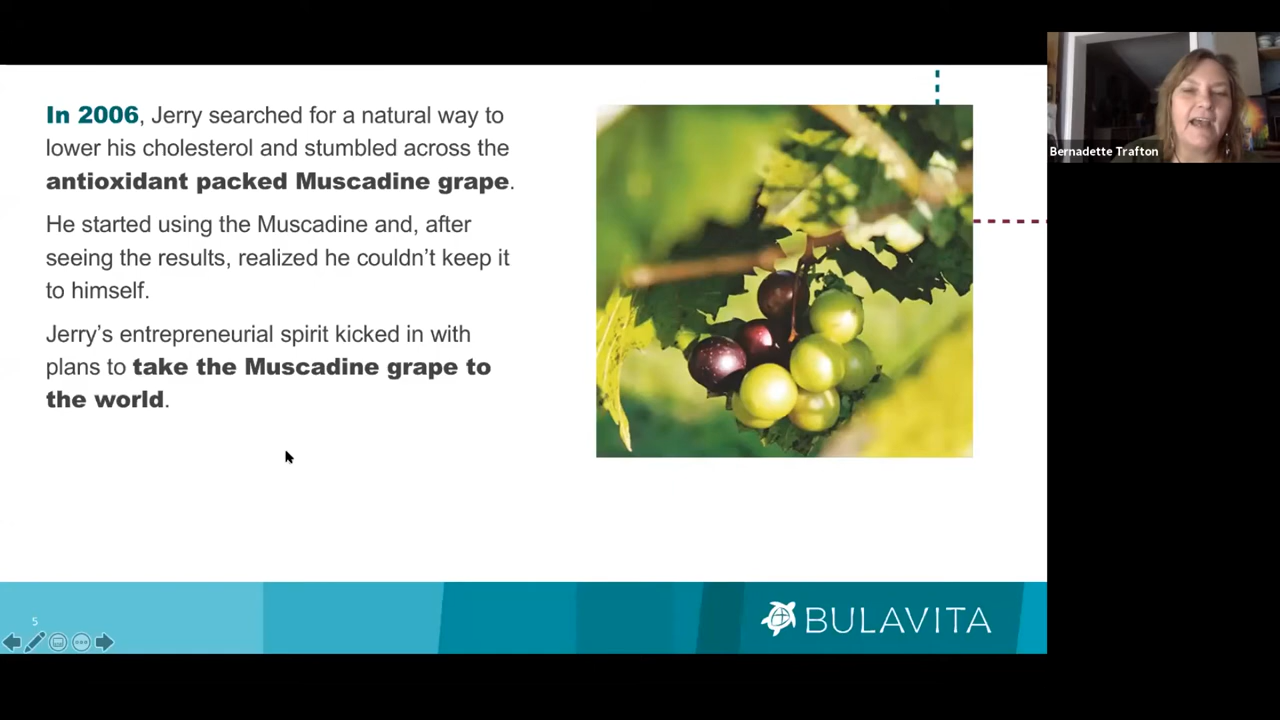 In 2006, Jerry searched for a natural way to
lower his cholesterol and stumbled across the
antioxidant packed Muscadine grape.
He started using the Muscadine and, after
seeing the results, realized he couldn’t keep it
to himself.
Jerry’s entrepreneurial spirit kicked in with
plans to take the Muscadine grape to
the world.
Bernadette Trafton
5
BULAVITA